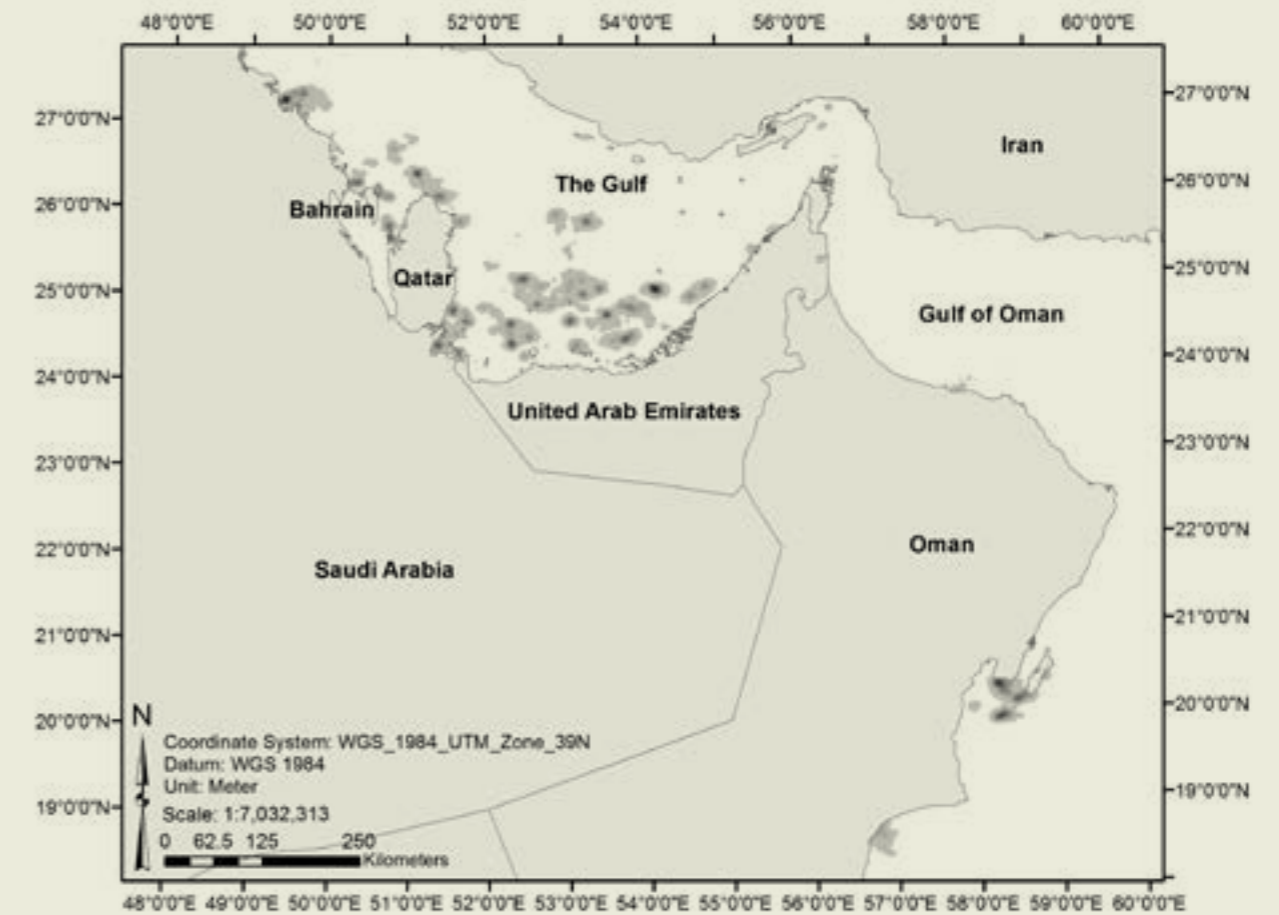 48°0'0"E 50°0'0"E 52°0'0"E 54°0'0"E 56°0'0"E 58°0'0"E 60°0'0"E
27°0'0"N
27°0'0"N
Iran
The Gulf
26°0'0"N
26°0'0"N
Bahrain
25°0'0"N
Qatar
25°0'0"N
Gulf of Oman
24°0'0"N
24°0'0"N
United Arab Emirates
23°0'0"N
23°0'0"N
22°0'0"N
Oman
22°0'0"N
Saudi Arabia
21°0'0"N
21°0'0"N
20°0'0"N
20°0'0"N
N
Coordinate System: WGS_1984_UTM_Zone_39N
Datum: WGS 1984
Unit: Meter
19°0'0"N
19°0'0"N
Scale: 1:7,032,313
0 62.5 125 250
Kilometers
48°0'0"E 49°0'0"E 50°0'0"E 51°0'0"E 52°0'0"E 53°0'0"E 54°0'0"E 55°0'0"E 56°0'0"E 57°0'0"E 58°0'0"E 59°0'0"E 60°0'0"E